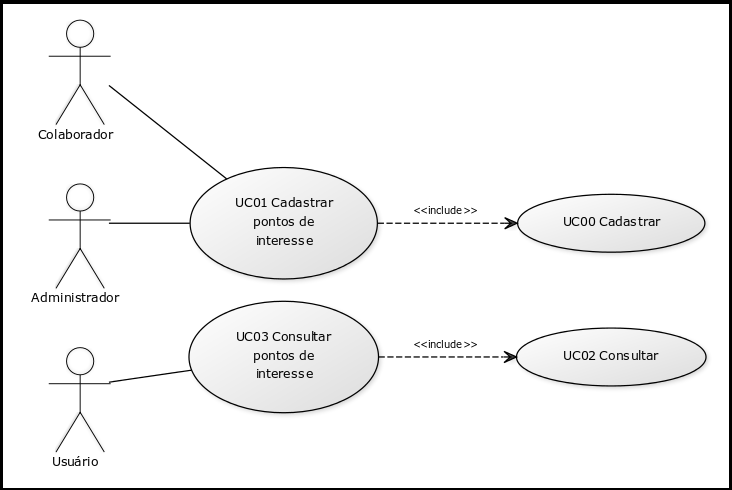 Colaborador
UC01 Cadastrar
pontos de
interesse
<<include>>
UC00 Cadastrar
Administrador
UC03 Consultar
pontos de
interesse
<<include>>
UC02 Consultar
Usuário